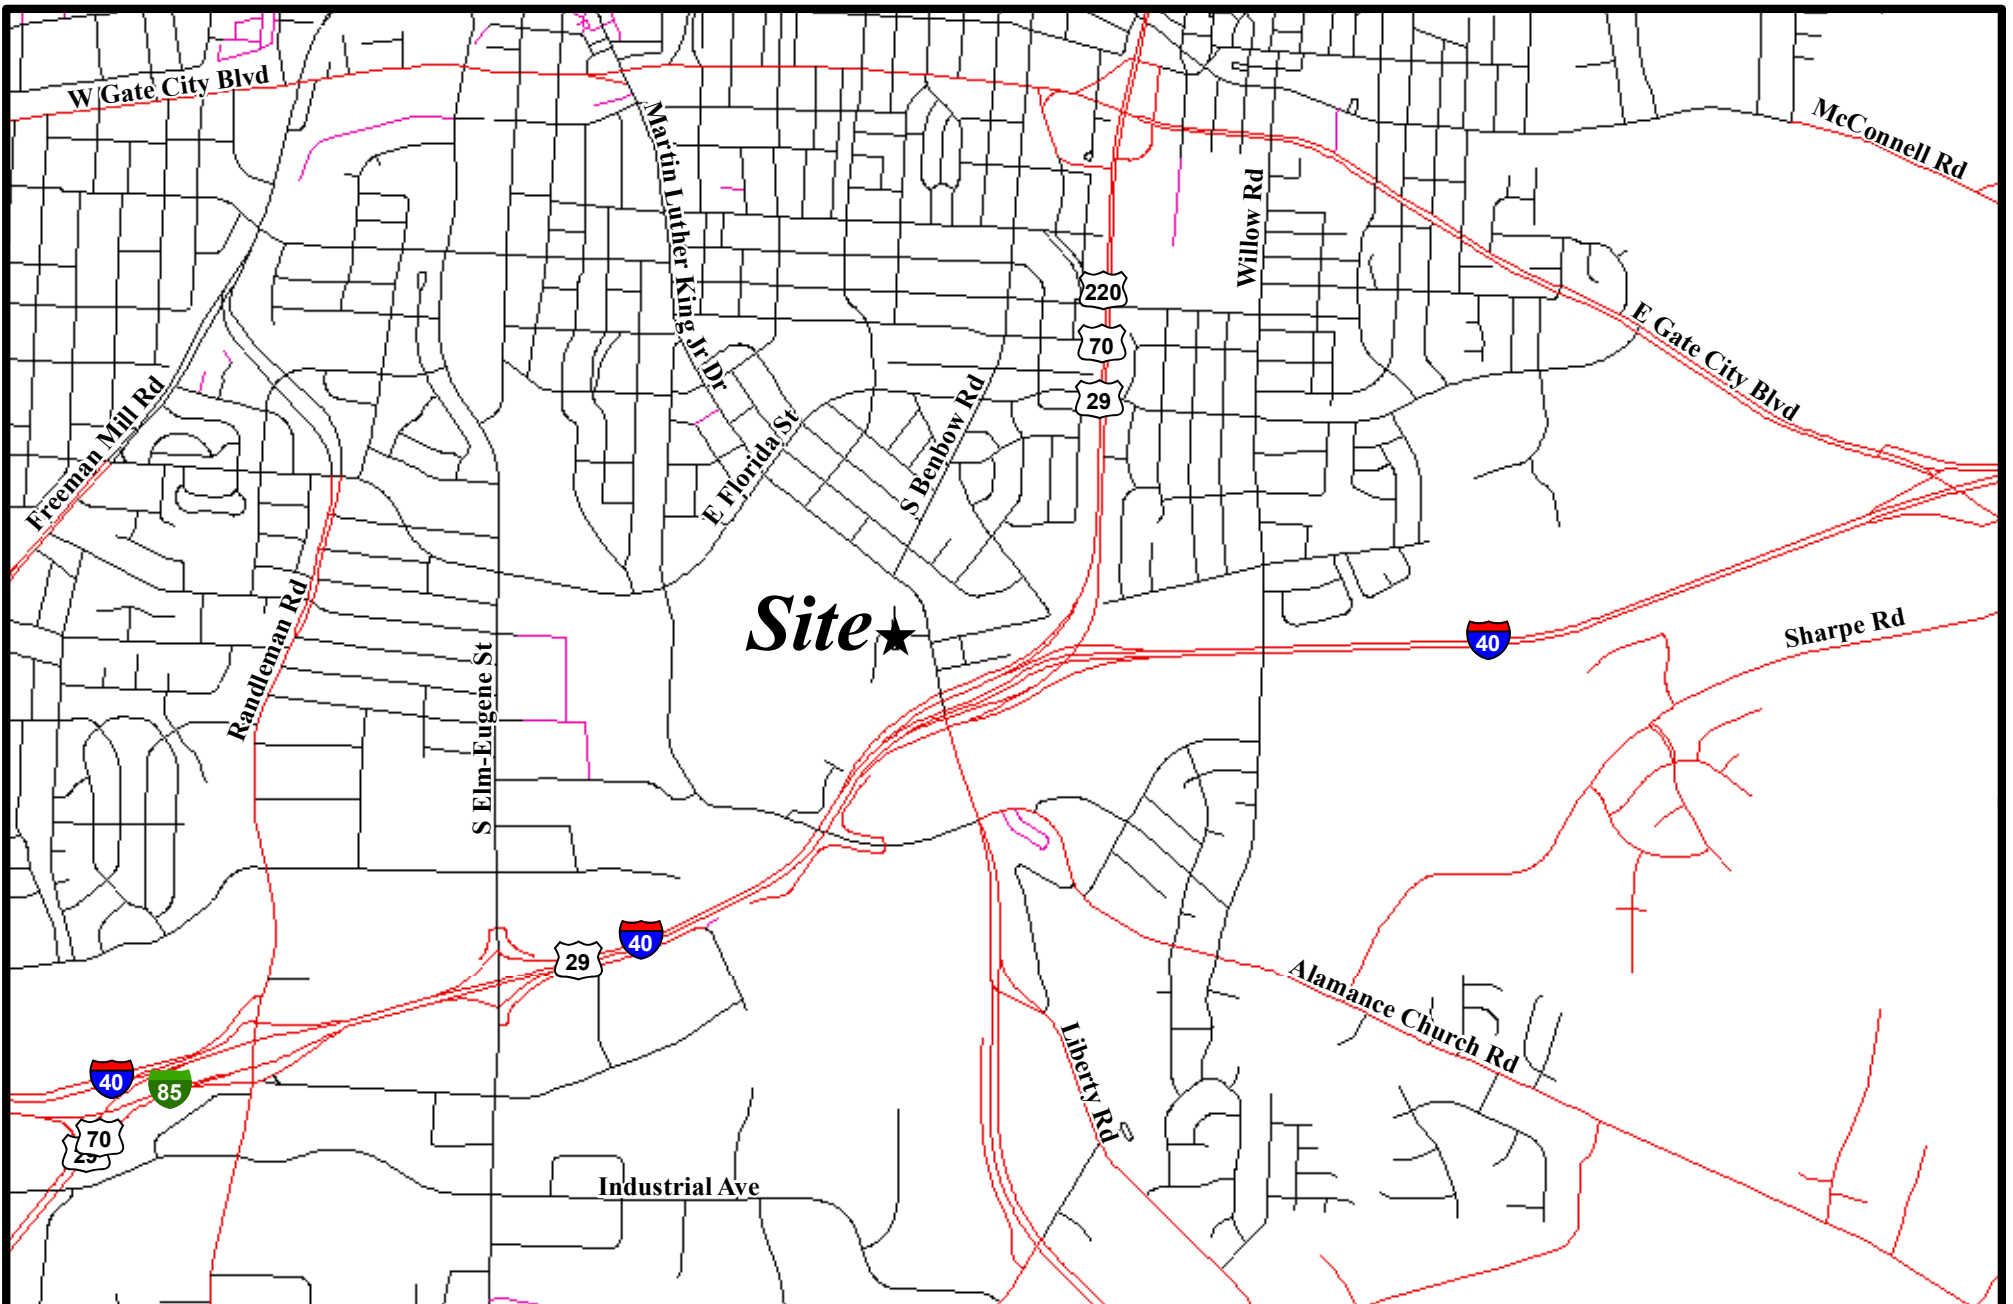 W Gate City Blvd
McConnell Rd
Martin Luther King Jr Dr
Willow Rd
220
70
29
E Gate City Blvd
Freeman Mill Rd
E Florida St
S Benbow Rd
Site
40
Sharpe Rd
Randleman Rd
S Elm-Eugene St
29
40
Alamance Church Rd
Liberty Rd
40
85
70
29
Industrial Ave